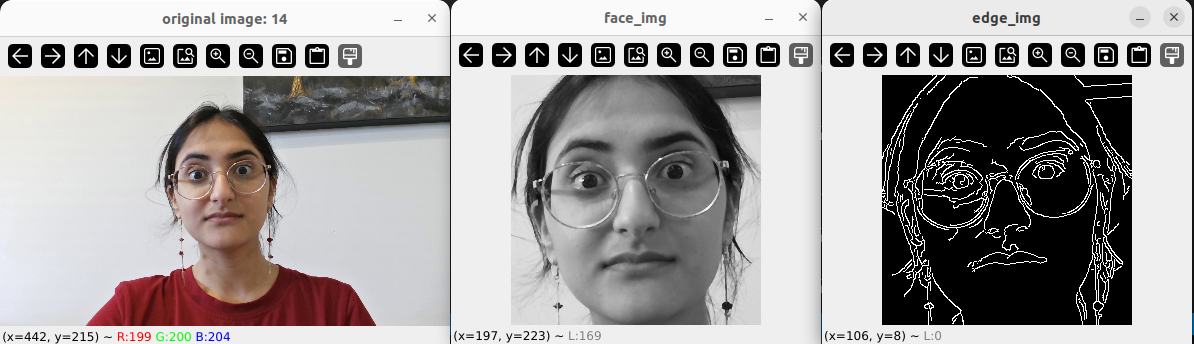 original image: 14
face_img
edge_img
(x=442, y=215) ~ R:199 G:200 B:204
(x=197, y=223) ~ L:169
(x=106, y=8) ~ L:0